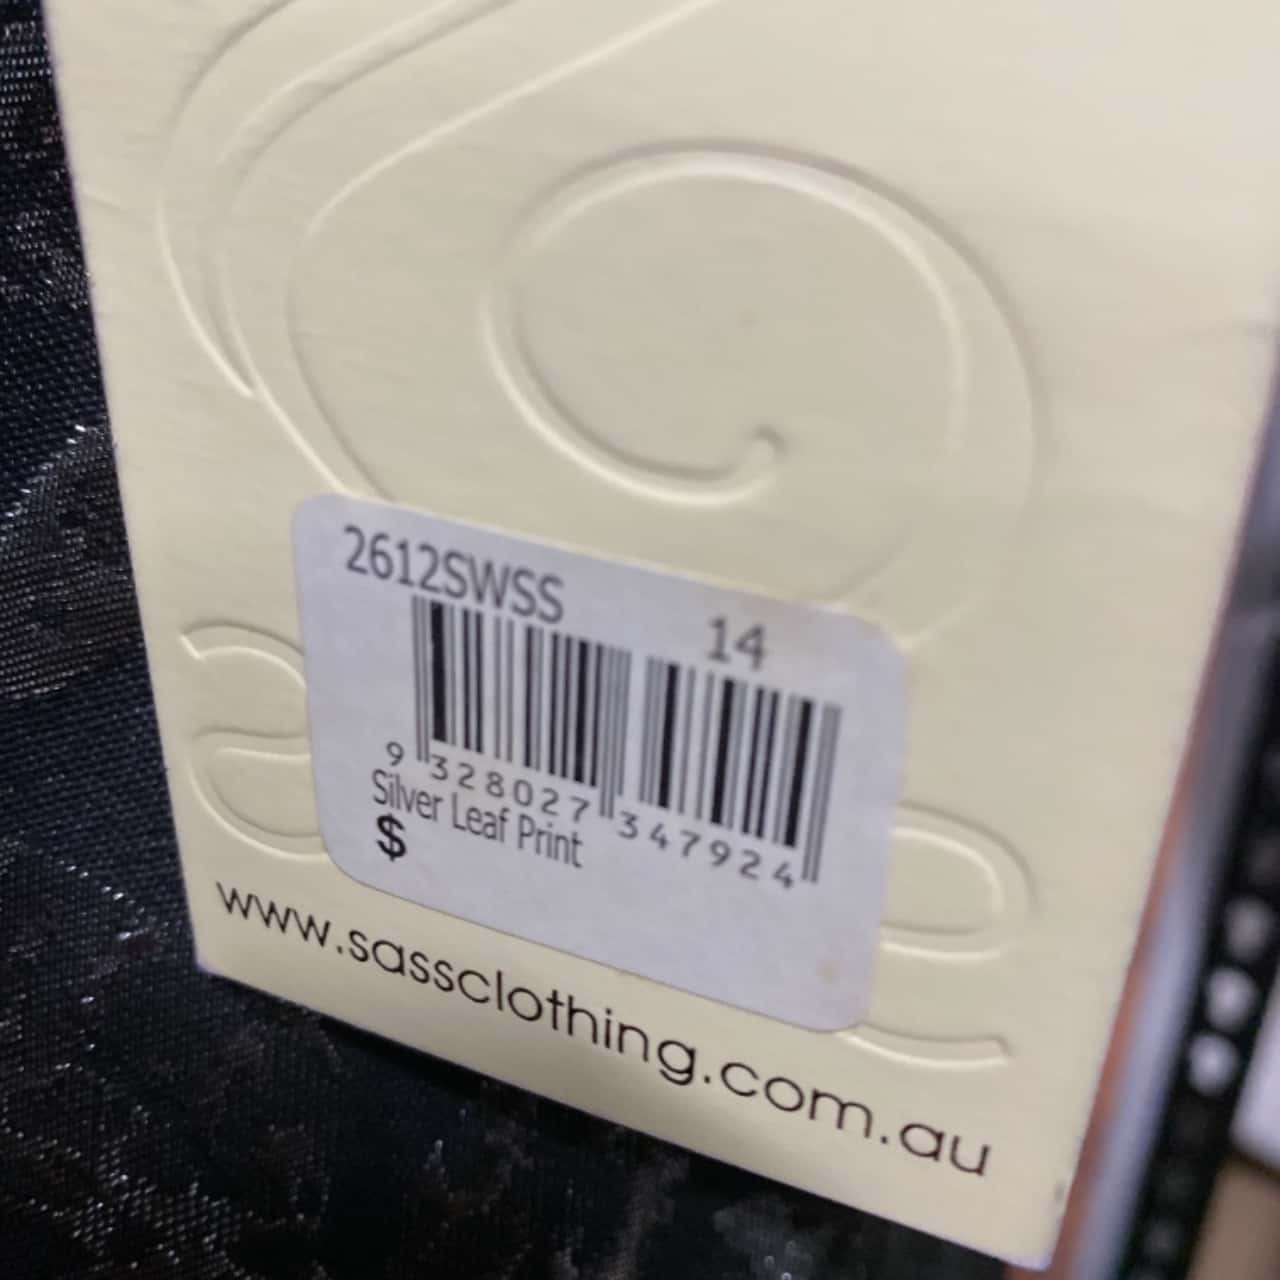 2612SWSS
14
9 328027 347924
Silver Leaf Print
$
www.sassclothing.com.au